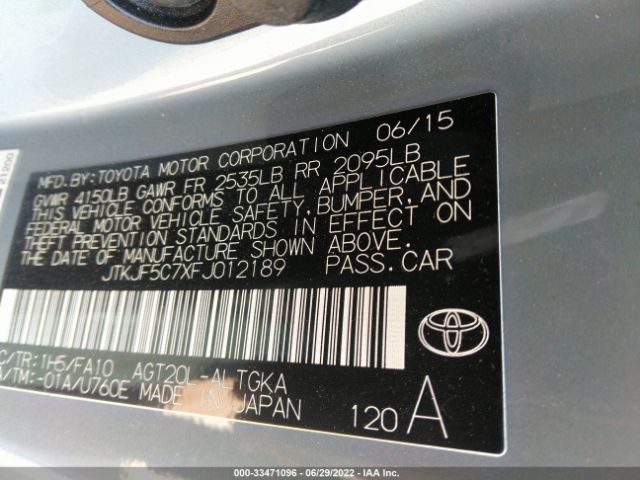 MFD.BY:TOYOTA MOTOR CORPORATION 06/15
GVWR 4150LB GAWR FR 2535LB RR 2095LB
THIS VEHICLE CONFORMS TO ALL APPLICABLE
FEDERAL MOTOR VEHICLE SAFETY, BUMPER, AND
THEFT PREVENTION STANDARDS IN EFFECT ON
THE DATE OF MANUFACTURE SHOWN ABOVE.
JTKJF5C7XFJ012189 PASS.CAR
C/TR:1H5/FA10 AGT20L-ALTGKA
A/TM:-01A/U760E MADE IN JAPAN
120 A
21200
000-33471096 - 06/29/2022 - IAA Inc.